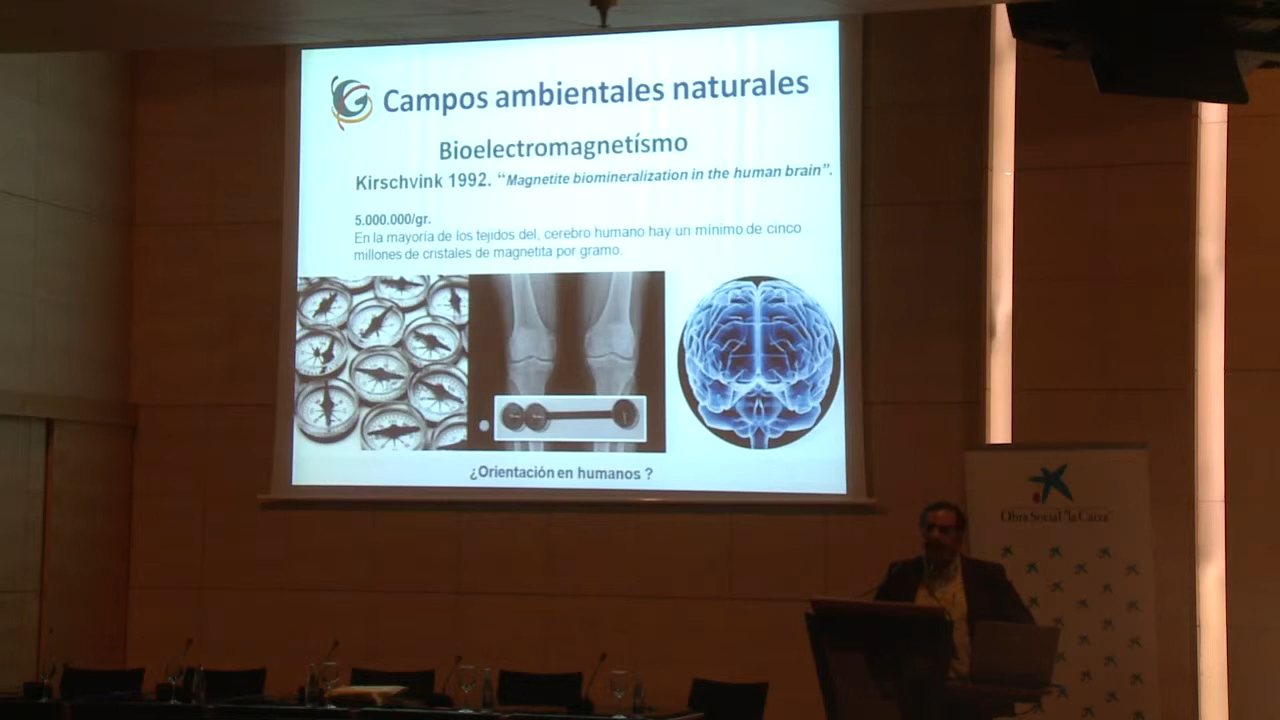 Campos ambientales naturales
Bioelectromagnetísmo
Kirschvink 1992. “Magnetite biomineralization in the human brain”.
5.000.000/gr.
En la mayoría de los tejidos del, cerebro humano hay un mínimo de cinco
millones de cristales de magnetita por gramo.
¿Orientación en humanos ?
Obra Social "la Caixa"